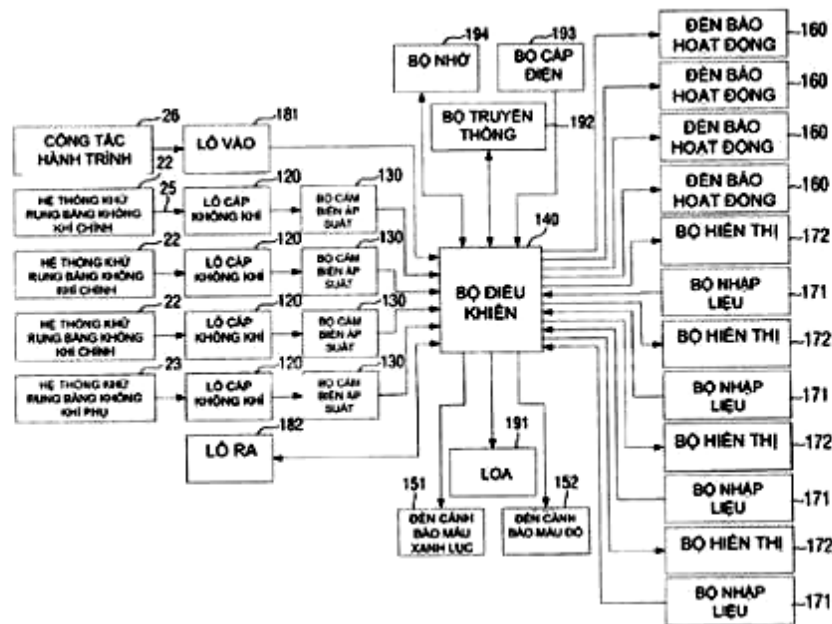 194
BỘ NHỚ
193
BỘ CẤP
ĐIỆN
BỘ TRUYỀN
THÔNG
192
26
CÔNG TẮC
HÀNH TRÌNH
181
LỖ VÀO
22
HỆ THỐNG KHỬ
RUNG BẰNG KHÔNG
KHÍ CHÍNH
25
120
LỖ CẤP
KHÔNG KHÍ
130
BỘ CẢM
BIẾN ÁP
SUẤT
22
HỆ THỐNG KHỬ
RUNG BẰNG KHÔNG
KHÍ CHÍNH
120
LỖ CẤP
KHÔNG KHÍ
130
BỘ CẢM
BIẾN ÁP
SUẤT
22
HỆ THỐNG KHỬ
RUNG BẰNG KHÔNG
KHÍ CHÍNH
120
LỖ CẤP
KHÔNG KHÍ
130
BỘ CẢM
BIẾN ÁP
SUẤT
23
HỆ THỐNG KHỬ
RUNG BẰNG KHÔNG
KHÍ PHỤ
120
LỖ CẤP
KHÔNG KHÍ
130
BỘ CẢM
BIẾN ÁP
SUẤT
182
LỖ RA
140
BỘ ĐIỀU
KHIỂN
151
ĐÈN CẢNH
BÁO MÀU
XANH LỤC
191
LOA
152
ĐÈN CẢNH
BÁO MÀU ĐỎ
ĐÈN BÁO
HOẠT ĐỘNG
160
ĐÈN BÁO
HOẠT ĐỘNG
160
ĐÈN BÁO
HOẠT ĐỘNG
160
ĐÈN BÁO
HOẠT ĐỘNG
160
BỘ HIỂN THỊ
172
BỘ NHẬP
LIỆU
171
BỘ HIỂN THỊ
172
BỘ NHẬP
LIỆU
171
BỘ HIỂN THỊ
172
BỘ NHẬP
LIỆU
171
BỘ HIỂN THỊ
172
BỘ NHẬP
LIỆU
171